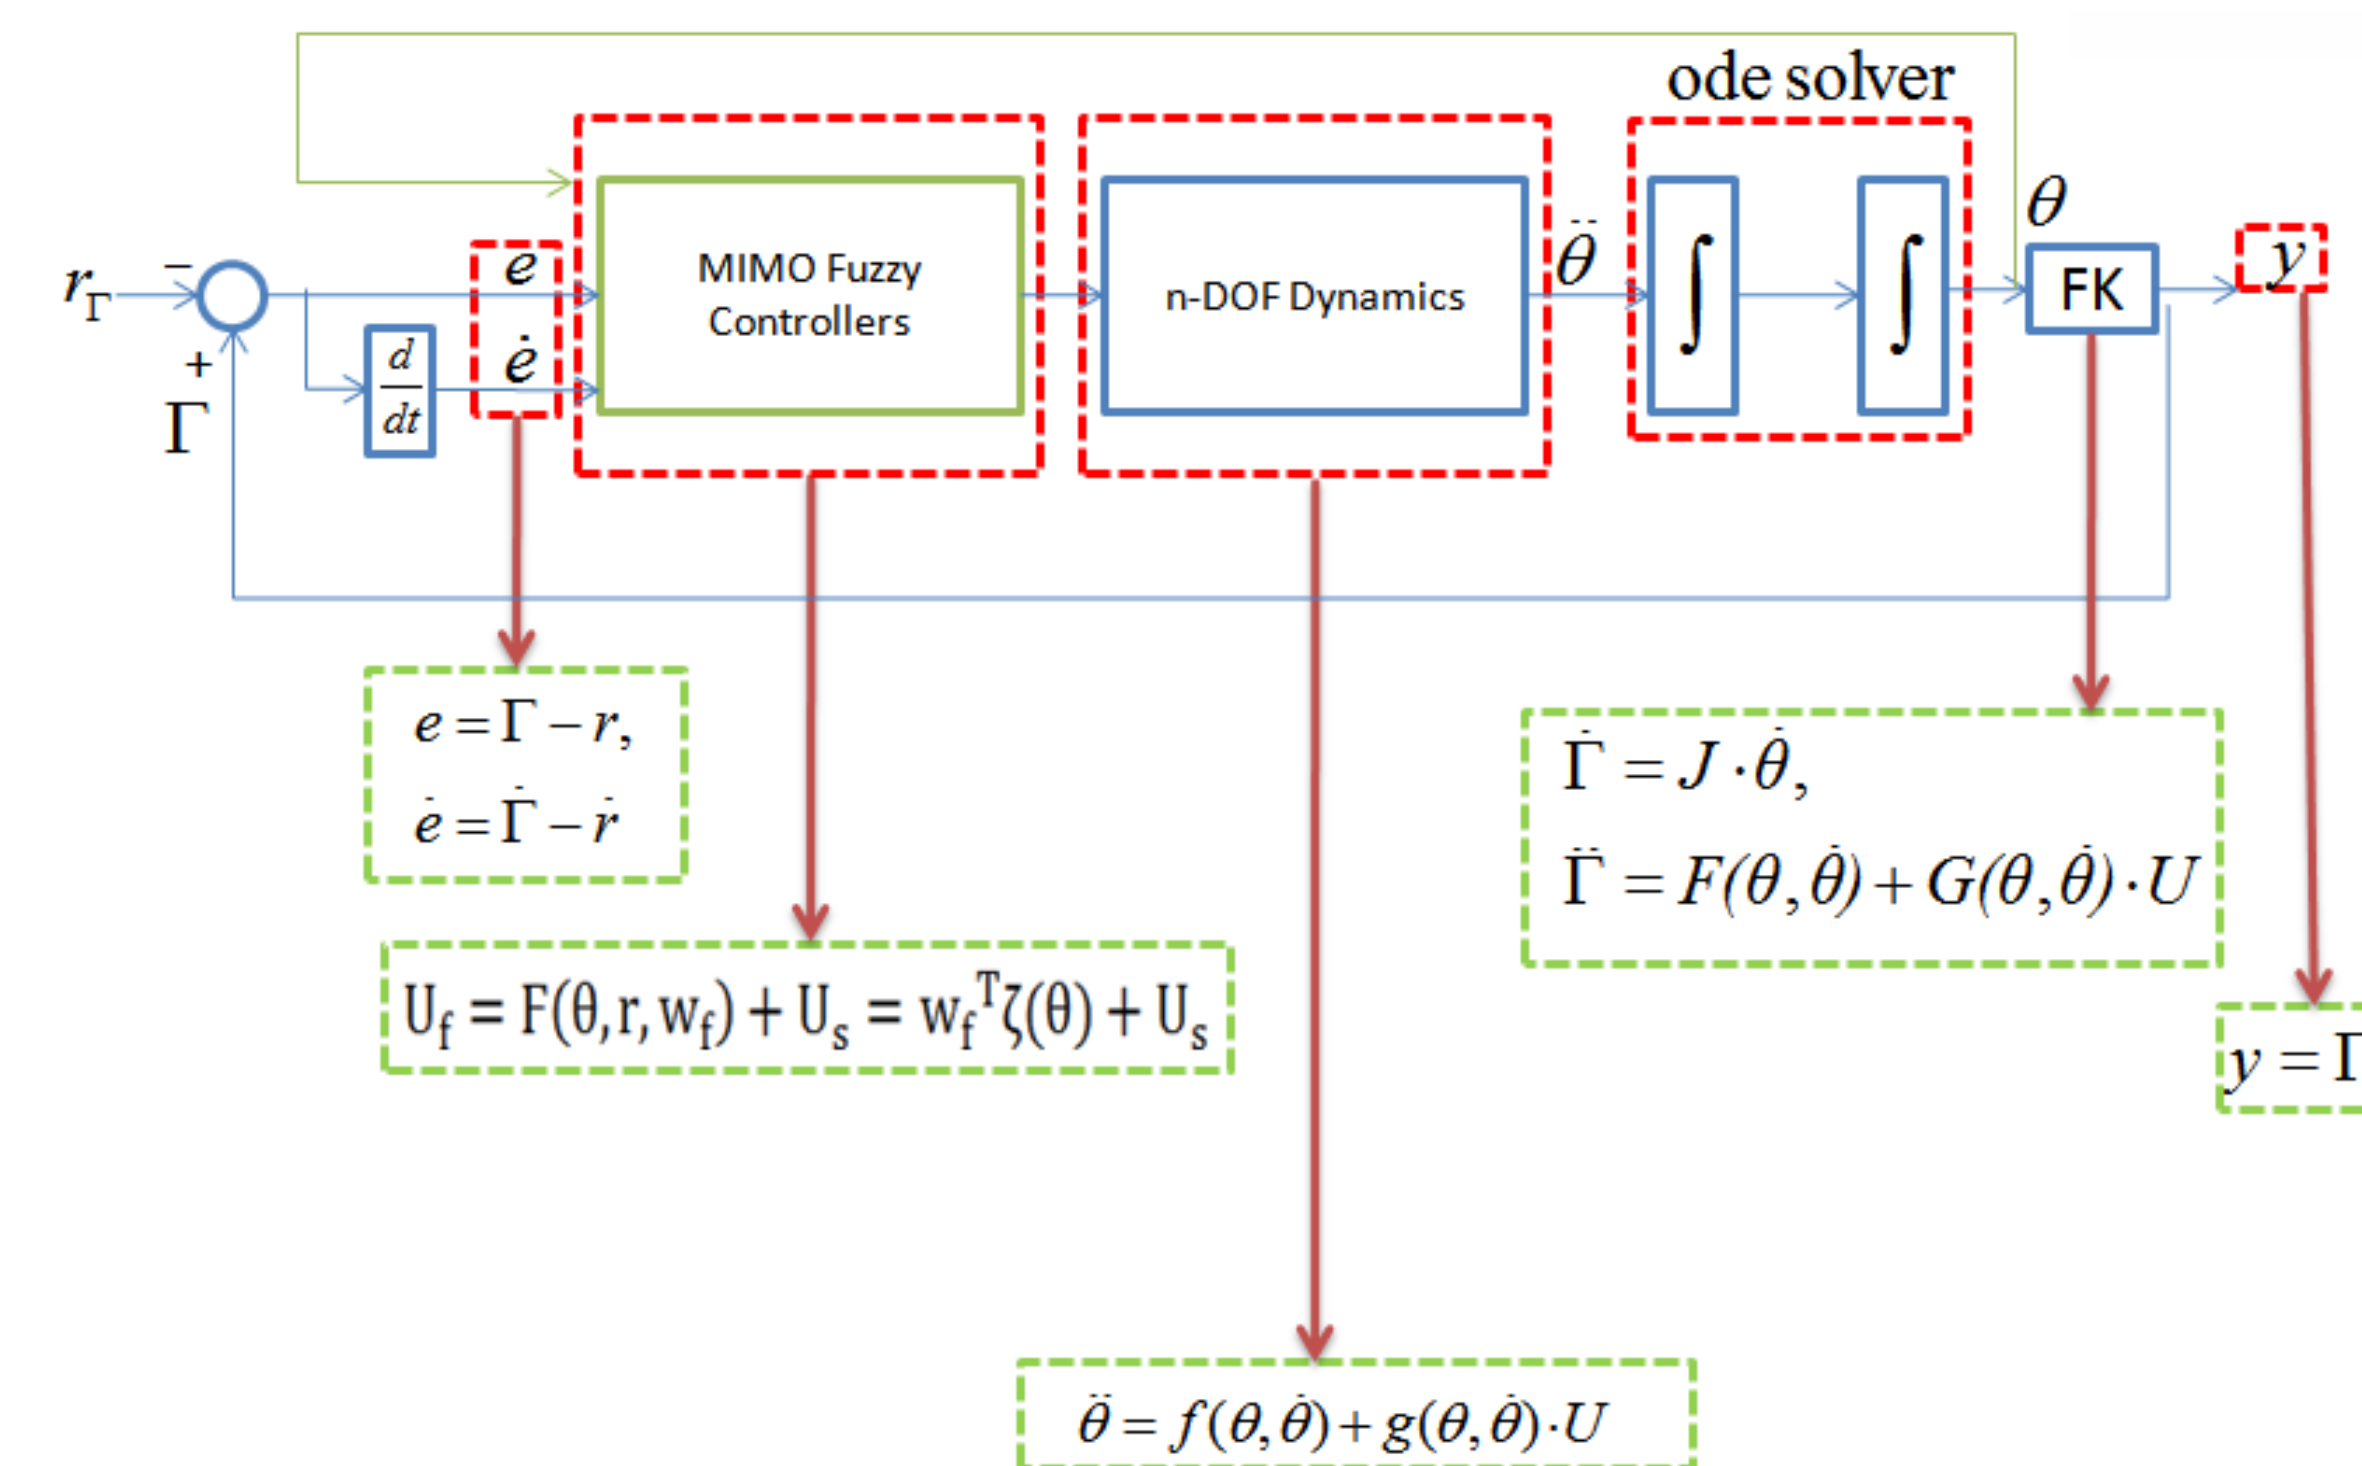 ode solver
θ
r_Γ
−
+
Γ
d/dt
e
ė
MIMO Fuzzy
Controllers
n-DOF Dynamics
θ̈
∫
∫
FK
y
e = Γ − r,
ė = Γ̇ − ṙ
Γ̇ = J · θ̇,
Γ̈ = F(θ, θ̇) + G(θ, θ̇) · U
U_f = F(θ, r, w_f) + U_s = w_f^T ζ(θ) + U_s
y = Γ
θ̈ = f(θ, θ̇) + g(θ, θ̇) · U